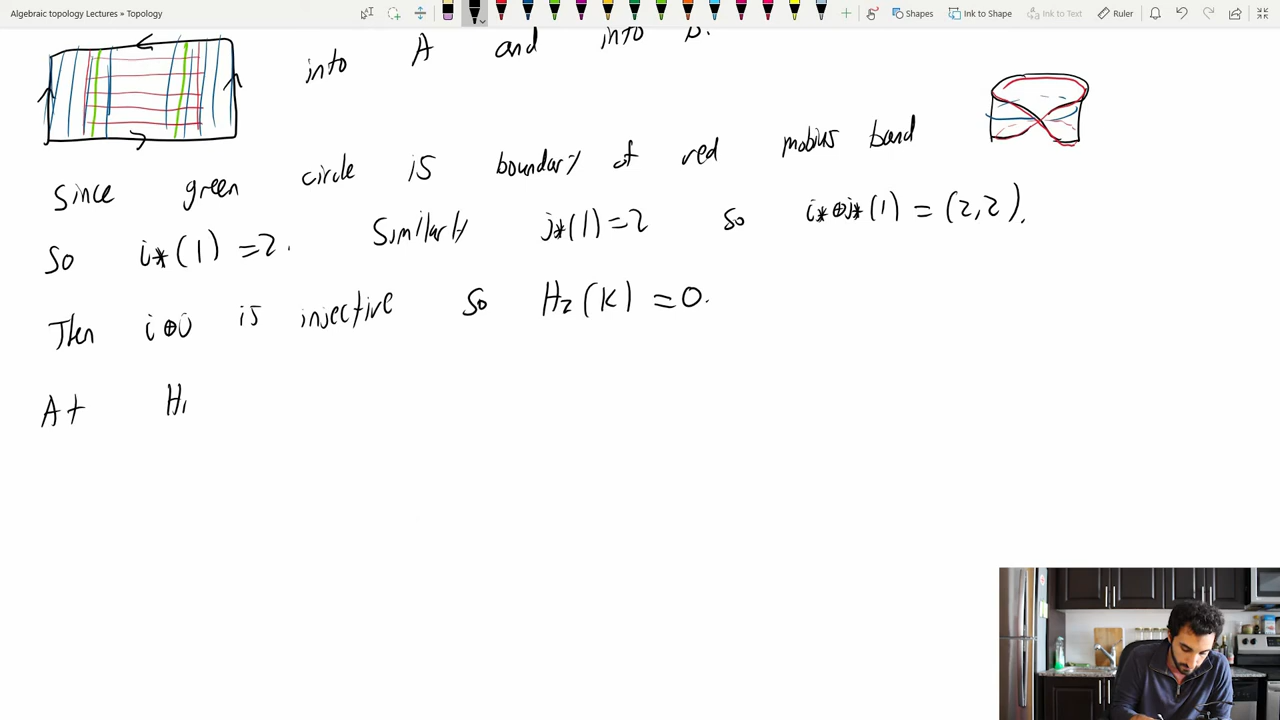 Algebraic topology Lectures » Topology
Shapes
Ink to Shape
Ink to Text
Ruler
into A and into B.
Since green circle is boundary of red mobius band
So i*(1) = 2. Similarly j*(1) = 2 so i*⊕j*(1) = (2,2).
Then i⊕j is injective so H₂(K) = 0.
At H₁